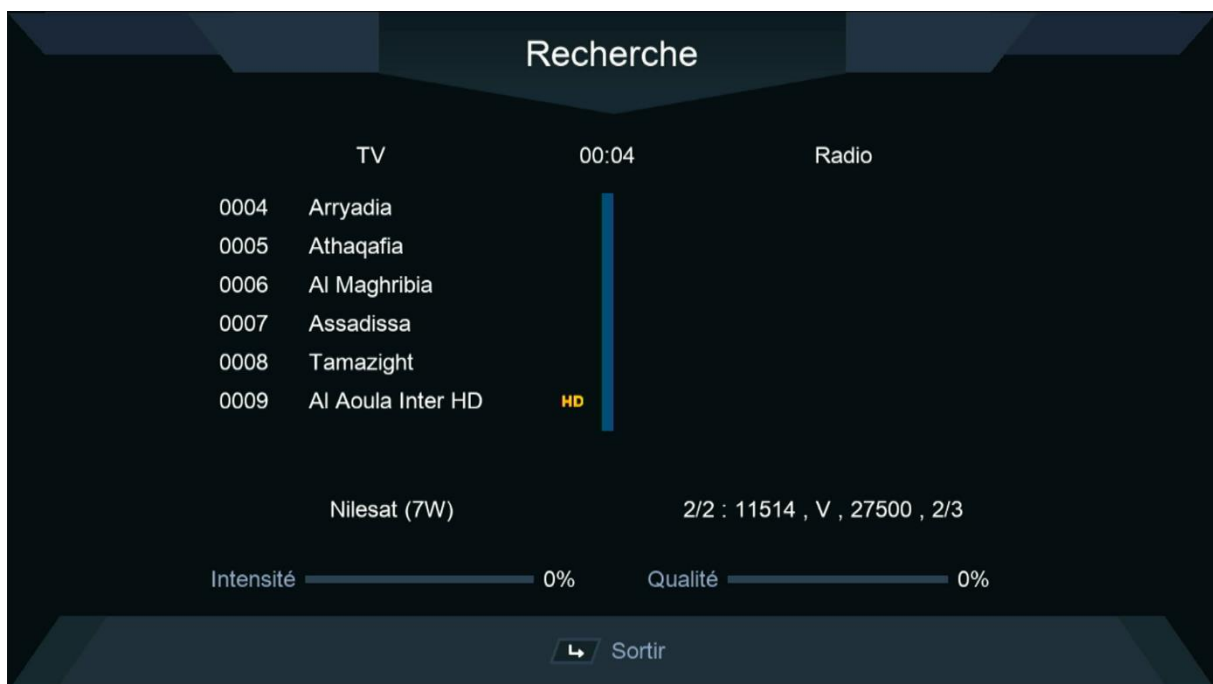 Recherche
TV 00:04 Radio
0004 Arryadia
0005 Athaqafia
0006 Al Maghribia
0007 Assadissa
0008 Tamazight
0009 Al Aoula Inter HD HD
Nilesat (7W) 2/2 : 11514 , V , 27500 , 2/3
Intensité 0% Qualité 0%
Sortir